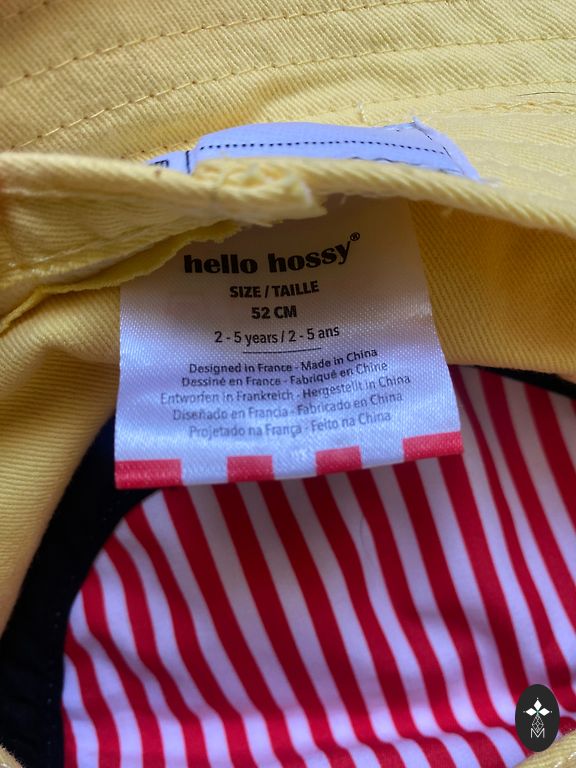 hello hossy®
SIZE / TAILLE
52 CM
2 - 5 years / 2 - 5 ans
Designed in France - Made in China
Dessiné en France - Fabriqué en Chine
Entworfen in Frankreich - Hergestellt in China
Diseñado en Francia - Fabricado en China
Projetado na França - Feito na China
M